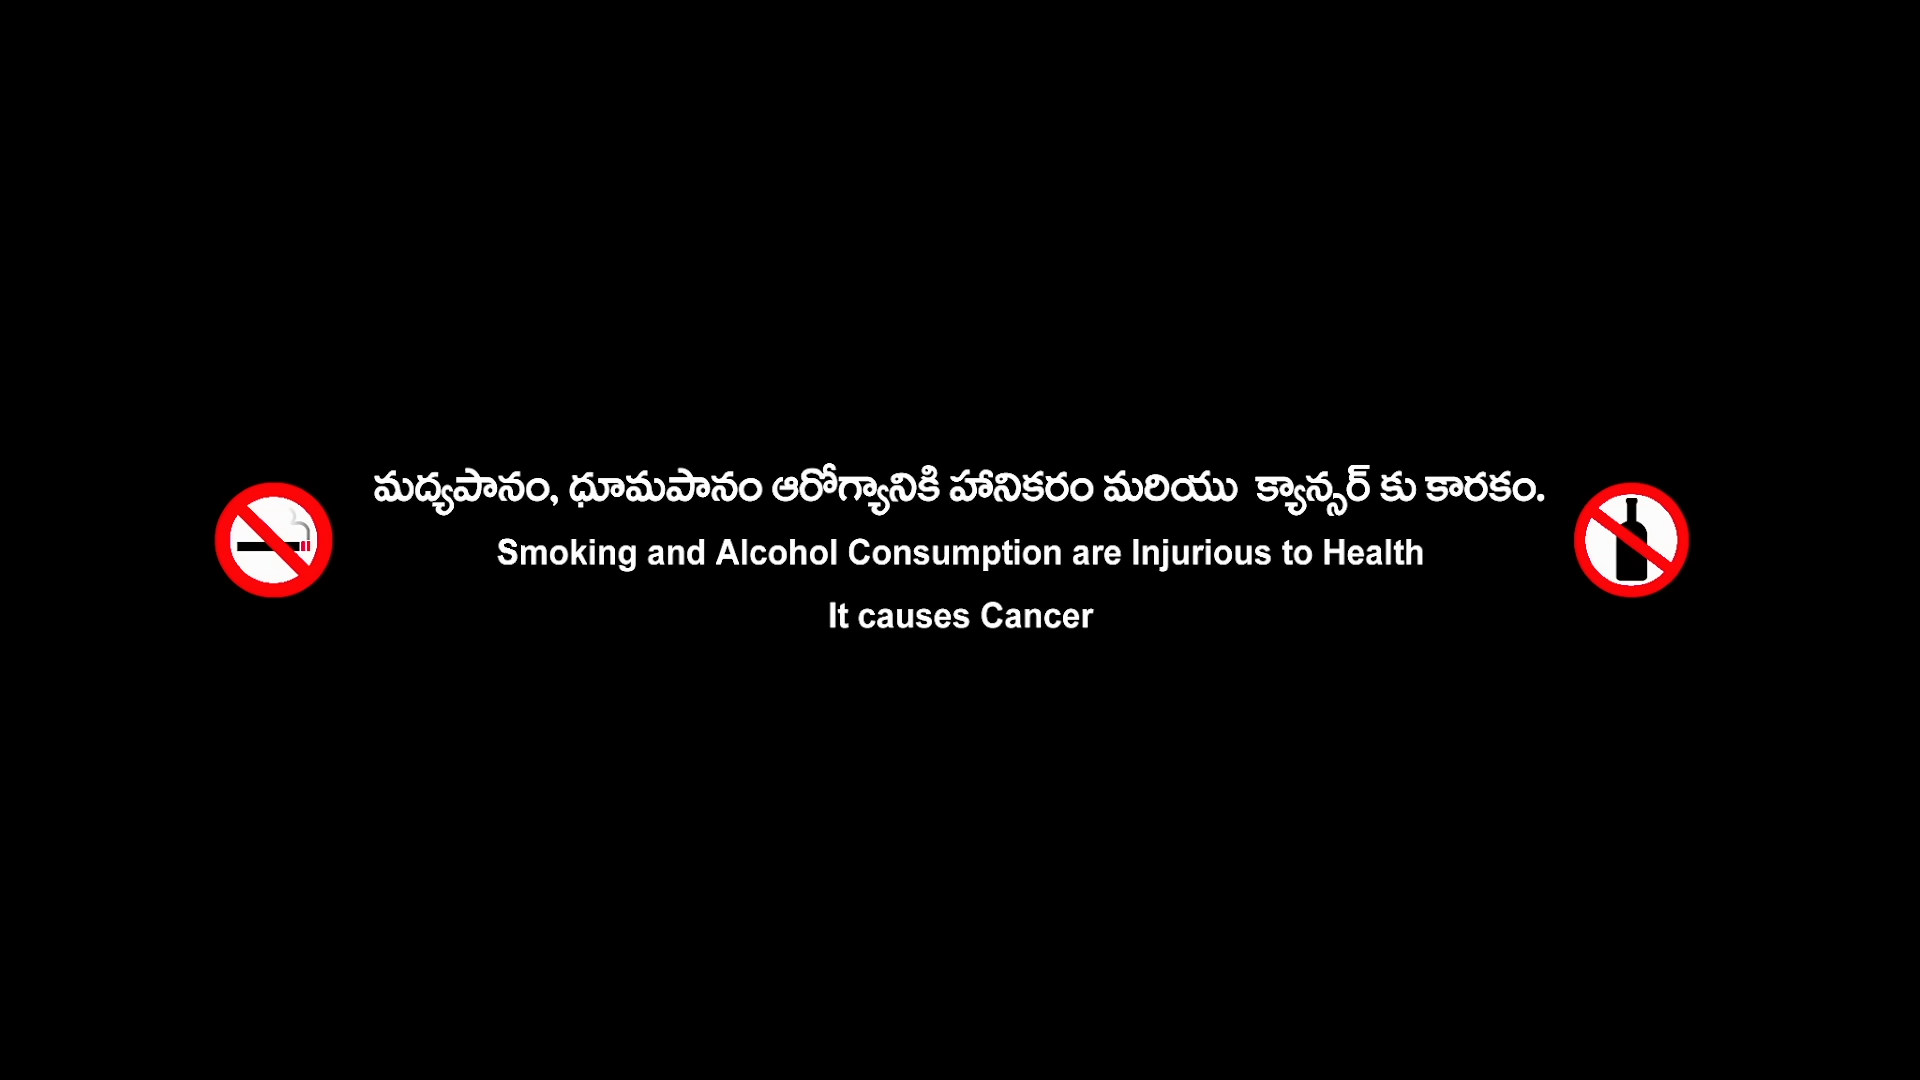 మద్యపానం, ధూమపానం ఆరోగ్యానికి హానికరం మరియు క్యాన్సర్ కు కారకం.
Smoking and Alcohol Consumption are Injurious to Health
It causes Cancer